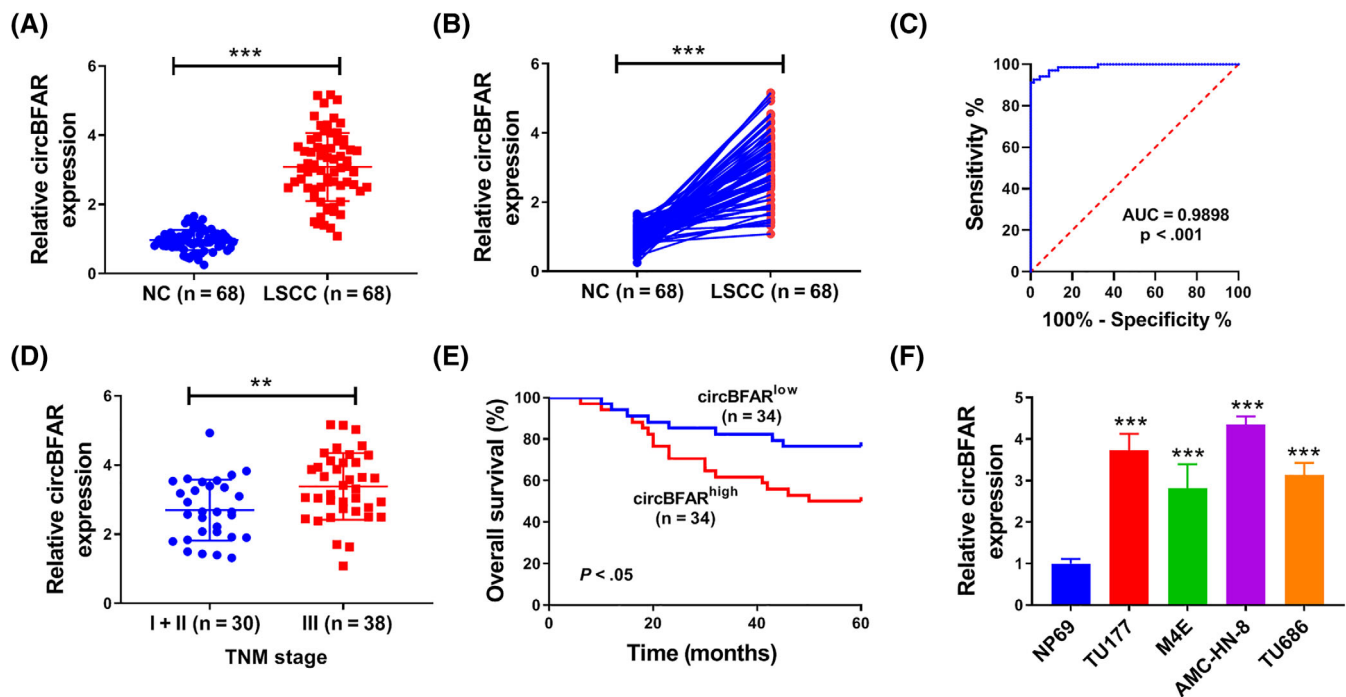 (A)
***
Relative circBFAR
expression
6
4
2
0
NC (n = 68)
LSCC (n = 68)
(B)
***
Relative circBFAR
expression
6
4
2
0
NC (n = 68)
LSCC (n = 68)
(C)
Sensitivity %
100
80
60
40
20
0
AUC = 0.9898
p < .001
0
20
40
60
80
100
100% - Specificity %
(D)
**
Relative circBFAR
expression
6
4
2
0
I + II (n = 30)
III (n = 38)
TNM stage
(E)
Overall survival (%)
100
80
60
40
20
0
circBFARlow
(n = 34)
circBFARhigh
(n = 34)
P < .05
0
20
40
60
Time (months)
(F)
Relative circBFAR
expression
5
4
3
2
1
0
***
***
***
***
NP69
TU177
M4E
AMC-HN-8
TU686